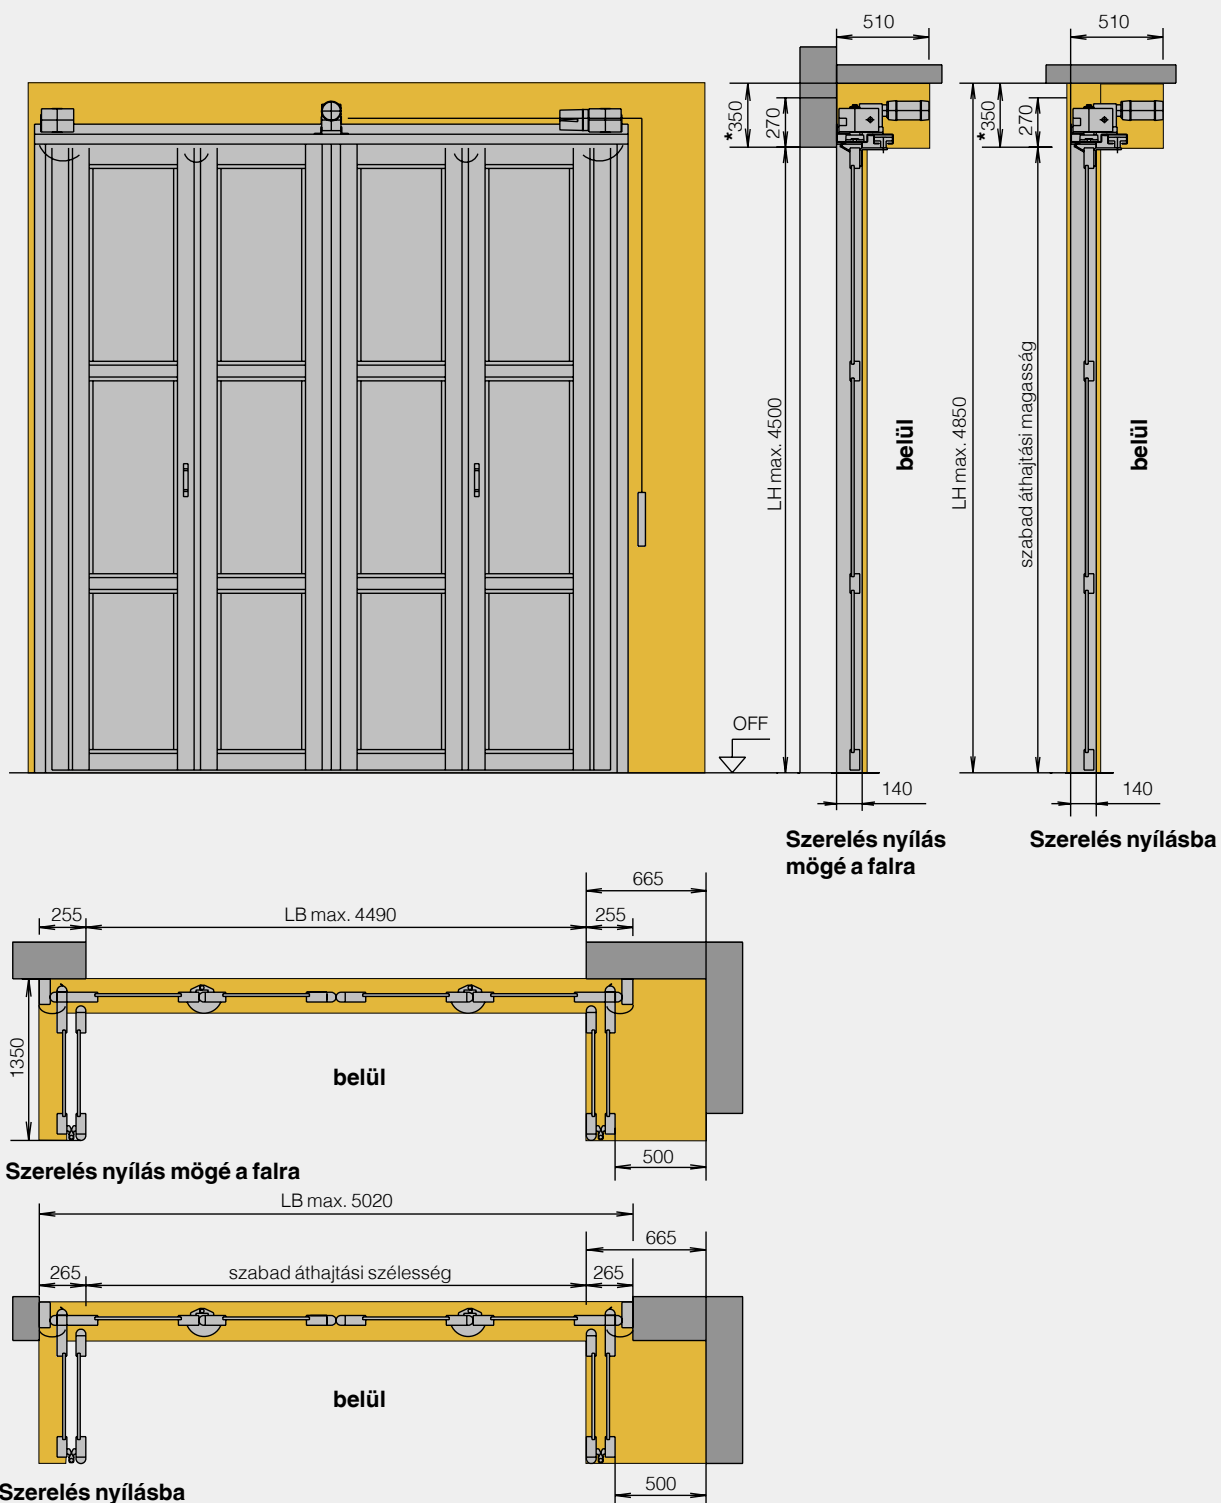 510
510
*350
270
*350
270
LH max. 4500
belül
LH max. 4850
szabad áthajtási magasság
belül
OFF
140
140
Szerelés nyílás
mögé a falra
Szerelés nyílásba
665
255
LB max. 4490
255
1350
belül
500
Szerelés nyílás mögé a falra
LB max. 5020
665
265
szabad áthajtási szélesség
265
belül
500
Szerelés nyílásba